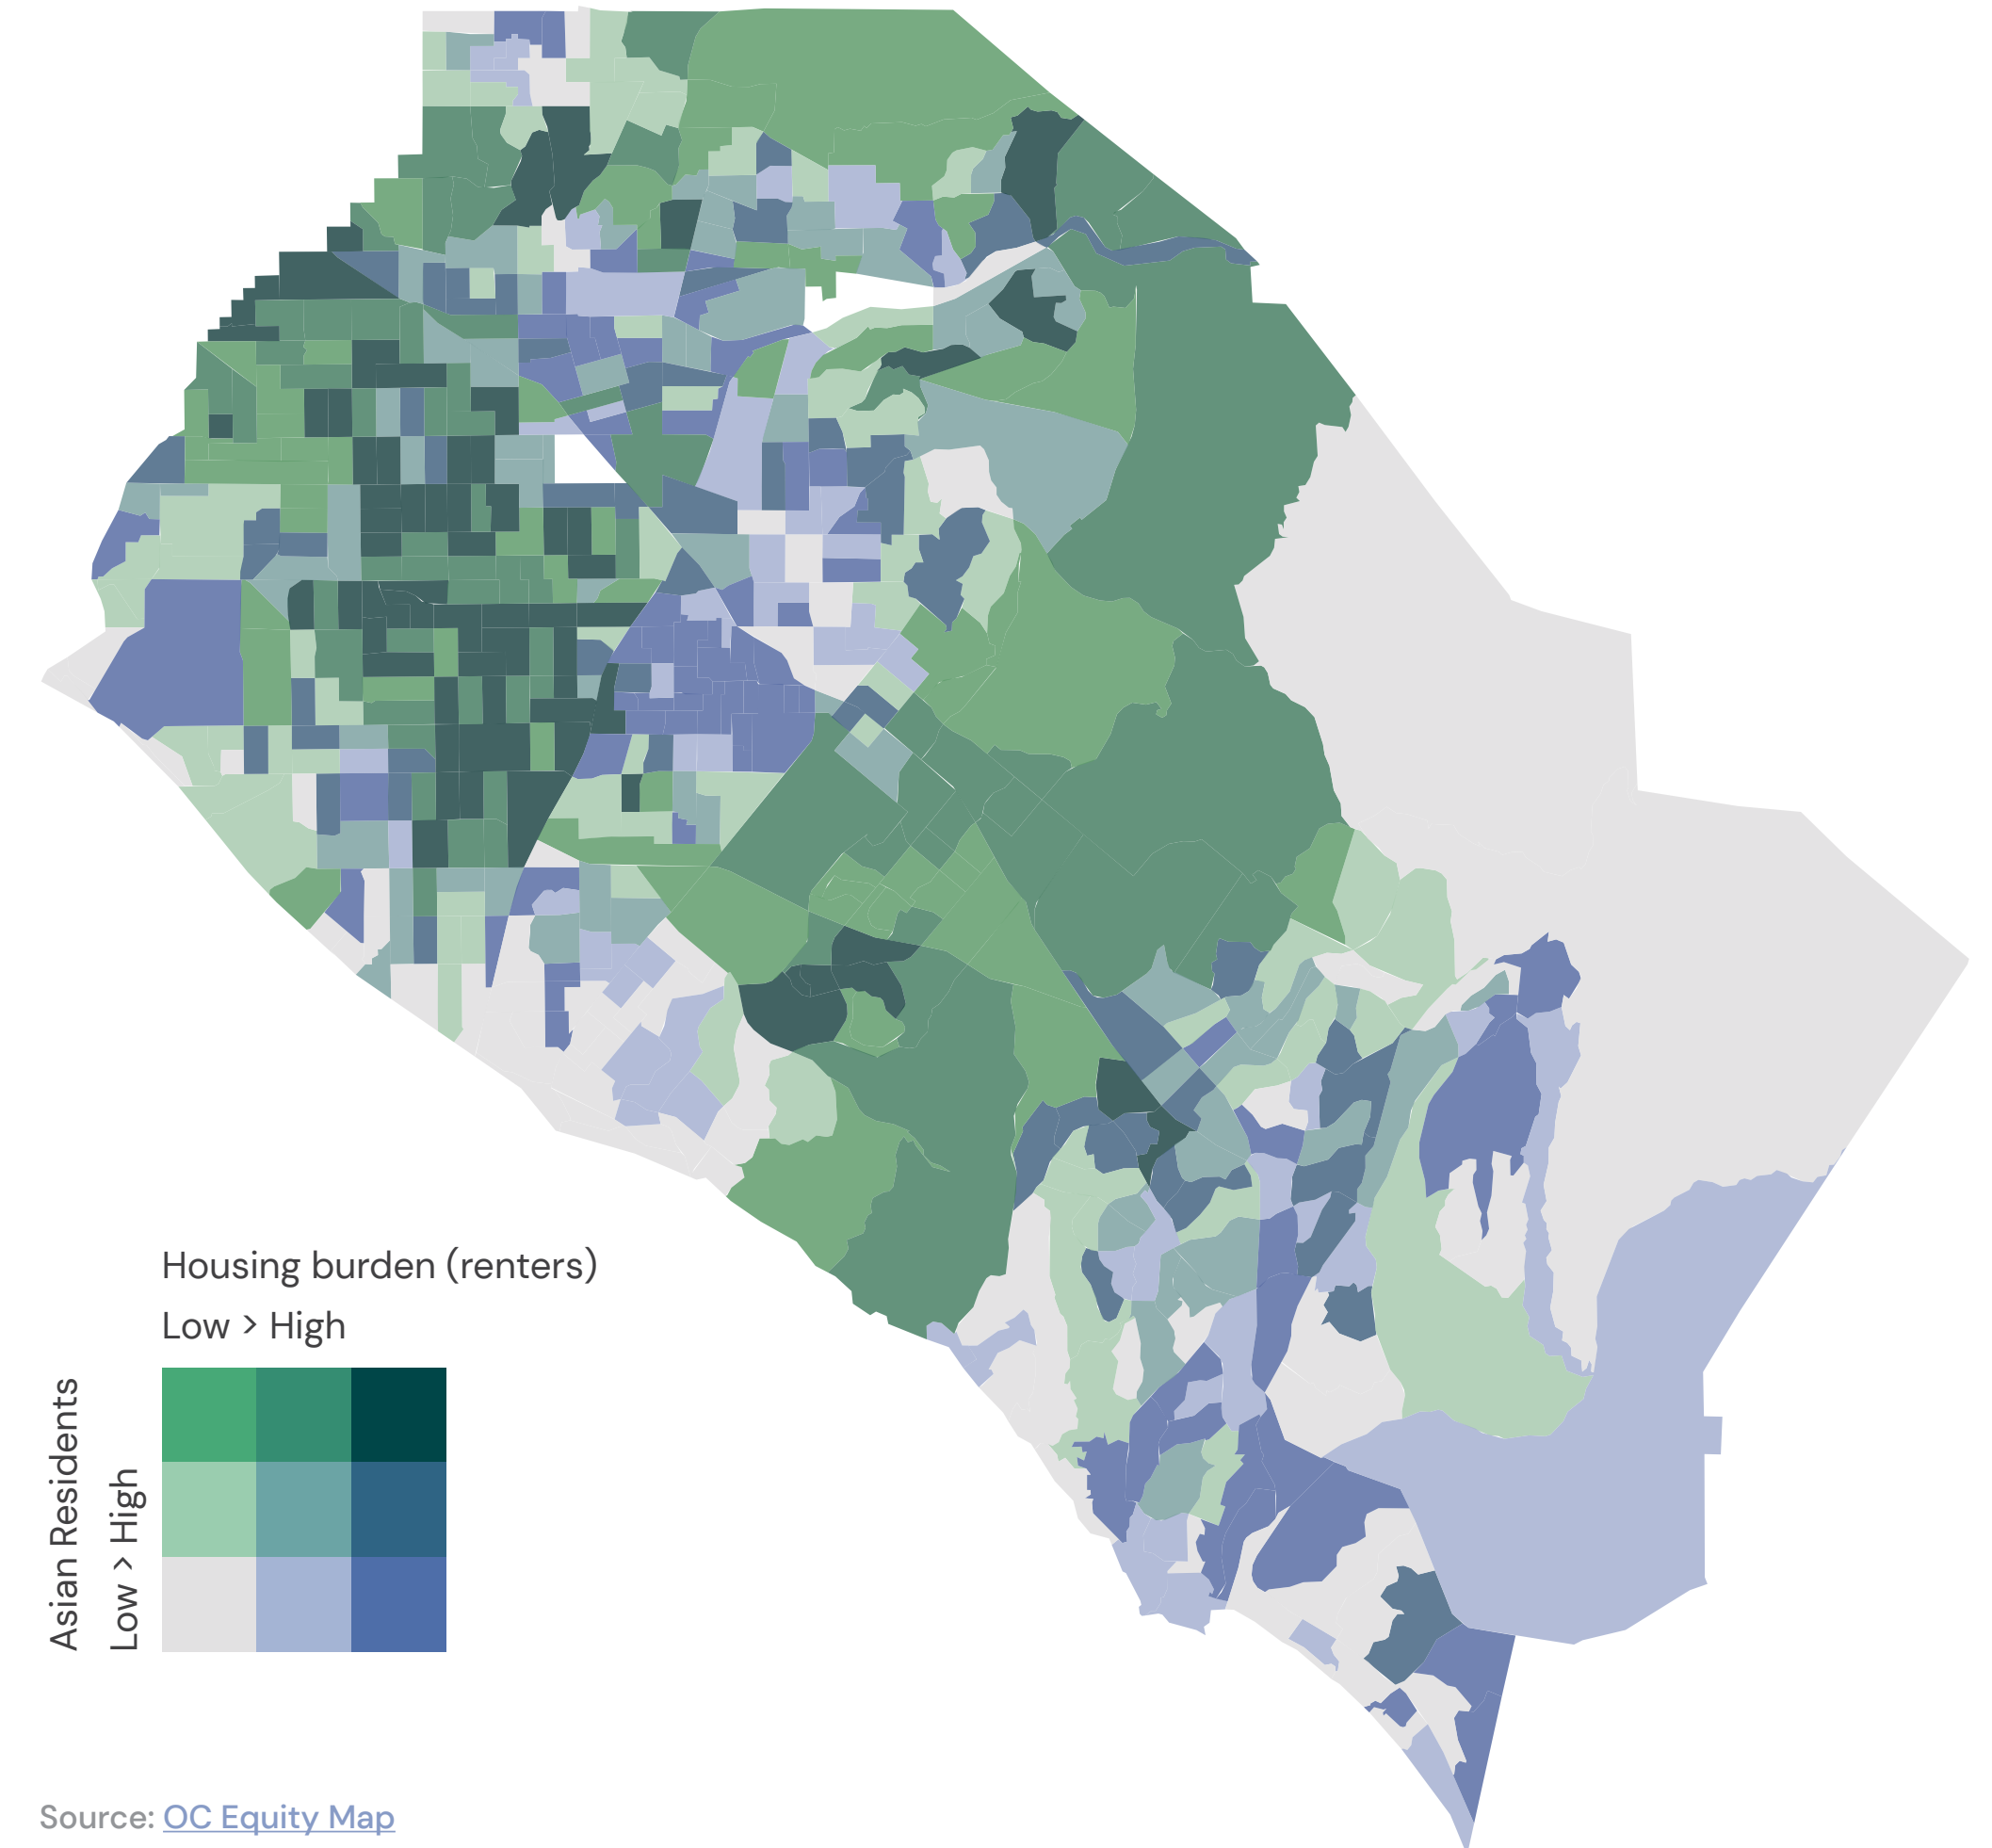 Housing burden (renters)
Low > High
Asian Residents
Low > High
Source: OC Equity Map